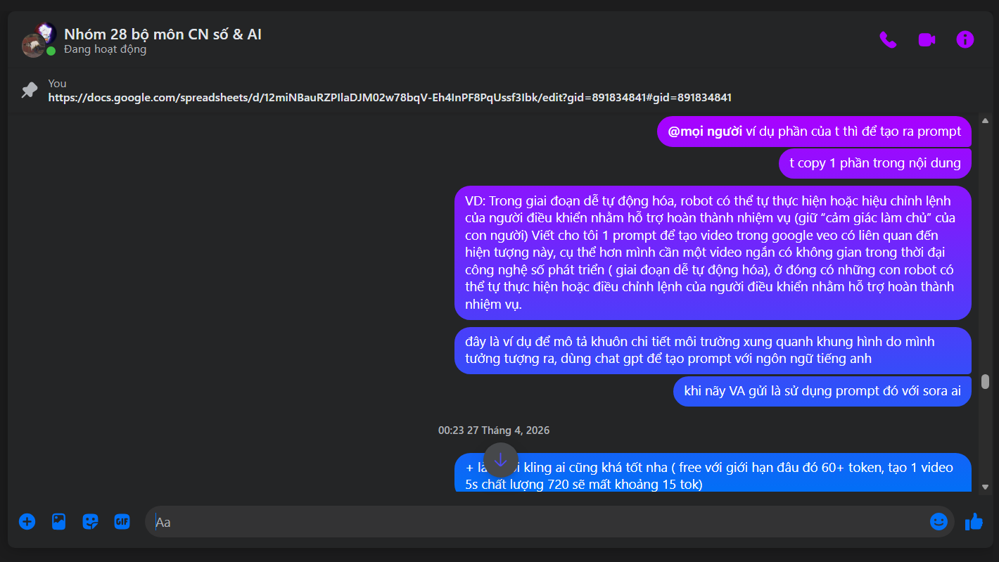 Nhóm 28 bộ môn CN số & AI
Đang hoạt động
You
https://docs.google.com/spreadsheets/d/12miNBauRZPIlaDJM02w78bqV-Eh4InPF8PqUssf3Ibk/edit?gid=891834841#gid=891834841
@mọi người ví dụ phần của t thì để tạo ra prompt
t copy 1 phần trong nội dung
VD: Trong giai đoạn dễ tự động hóa, robot có thể tự thực hiện hoặc hiệu chỉnh lệnh
của người điều khiển nhằm hỗ trợ hoàn thành nhiệm vụ (giữ “cảm giác làm chủ” của
con người) Viết cho tôi 1 prompt để tạo video trong google veo có liên quan đến
hiện tượng này, cụ thể hơn mình cần một video ngắn có không gian trong thời đại
công nghệ số phát triển ( giai đoạn dễ tự động hóa), ở đóng có những con robot có
thể tự thực hiện hoặc điều chỉnh lệnh của người điều khiển nhằm hỗ trợ hoàn thành
nhiệm vụ.
đây là ví dụ để mô tả khuôn chi tiết môi trường xung quanh khung hình do mình
tưởng tượng ra, dùng chat gpt để tạo prompt với ngôn ngữ tiếng anh
khi nãy VA gửi là sử dụng prompt đó với sora ai
00:23 27 Tháng 4, 2026
+ kling ai cũng khá tốt nha ( free với giới hạn đâu đó 60+ token, tạo 1 video
5s chất lượng 720 sẽ mất khoảng 15 tok)
GIF
Aa